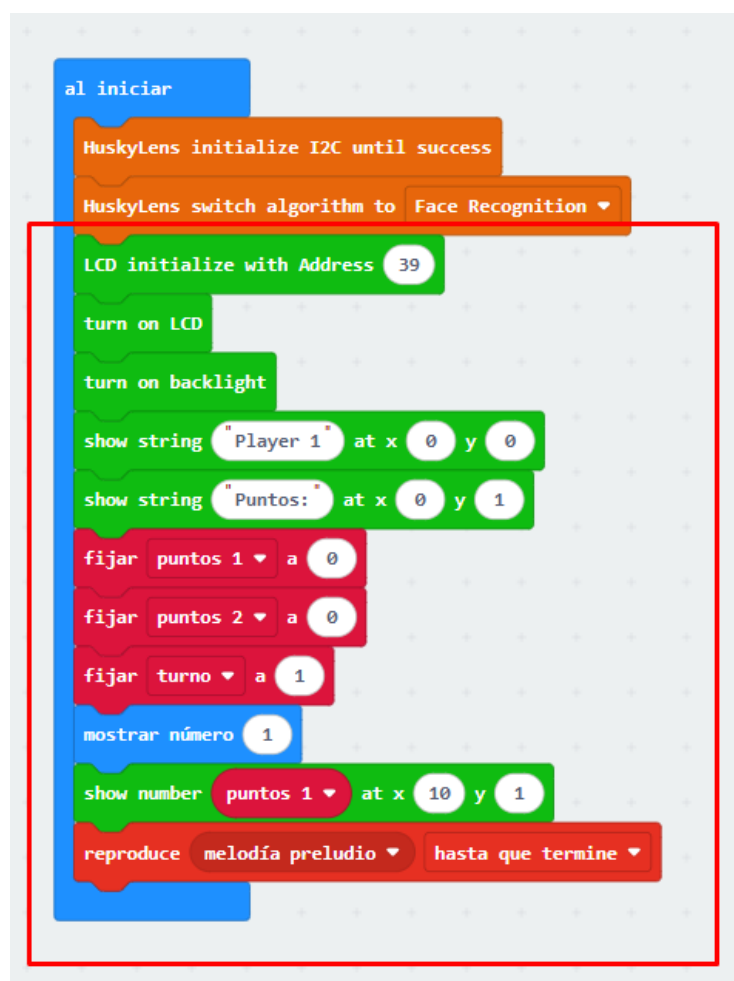 al iniciar
HuskyLens initialize I2C until success
HuskyLens switch algorithm to Face Recognition
LCD initialize with Address 39
turn on LCD
turn on backlight
show string "Player 1" at x 0 y 0
show string "Puntos:" at x 0 y 1
fijar puntos 1 a 0
fijar puntos 2 a 0
fijar turno a 1
mostrar número 1
show number puntos 1 at x 10 y 1
reproduce melodía preludio hasta que termine